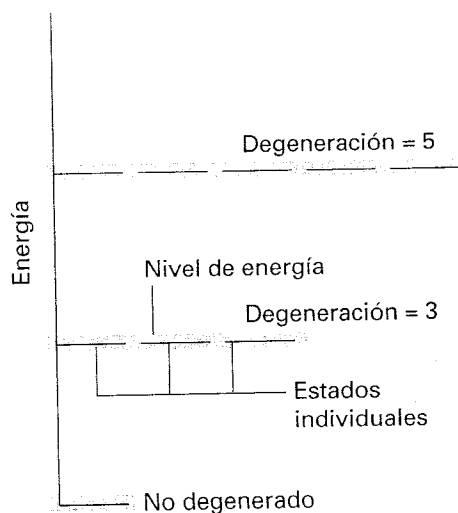 Degeneración = 5
Energía
Nivel de energía
Degeneración = 3
Estados
individuales
No degenerado